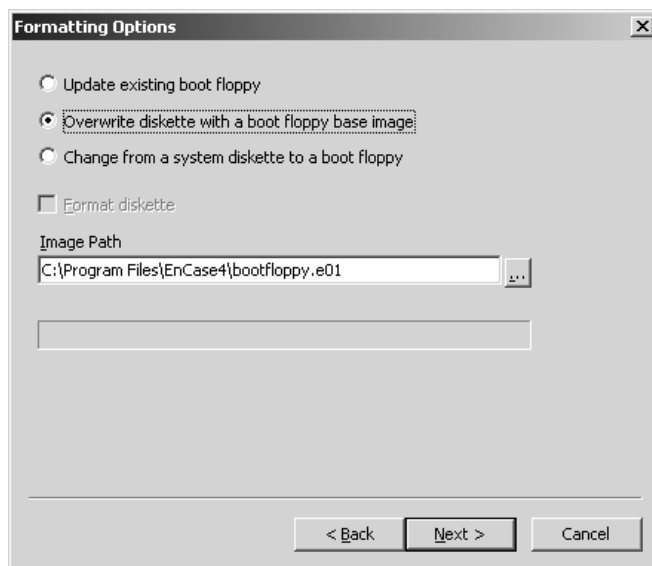 Formatting Options
Update existing boot floppy
Overwrite diskette with a boot floppy base image
Change from a system diskette to a boot floppy
Format diskette
Image Path
C:\Program Files\EnCase4\bootfloppy.e01
...
< Back
Next >
Cancel